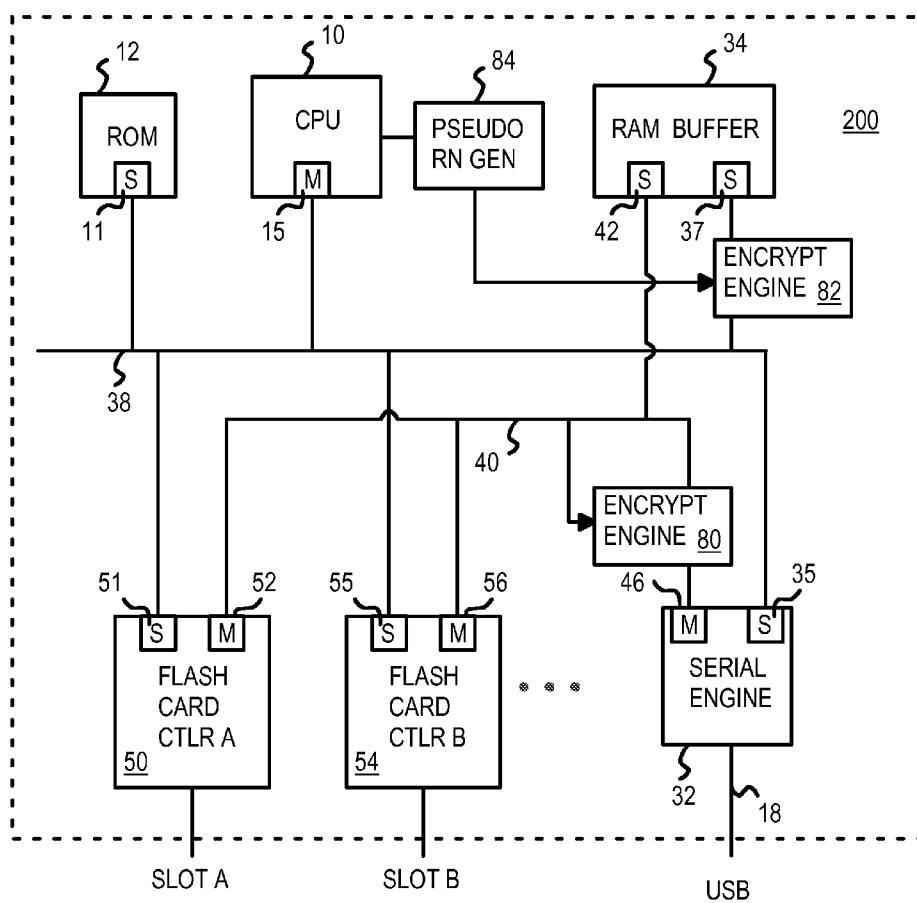 12
10
84
34
ROM
CPU
PSEUDO
RN GEN
RAM BUFFER
200
S
M
S
S
11
15
42
37
ENCRYPT
ENGINE 82
38
40
ENCRYPT
ENGINE 80
51
52
55
56
46
35
S
M
S
M
M
S
FLASH
CARD
CTLR A
50
FLASH
CARD
CTLR B
54
SERIAL
ENGINE
32
18
SLOT A
SLOT B
USB